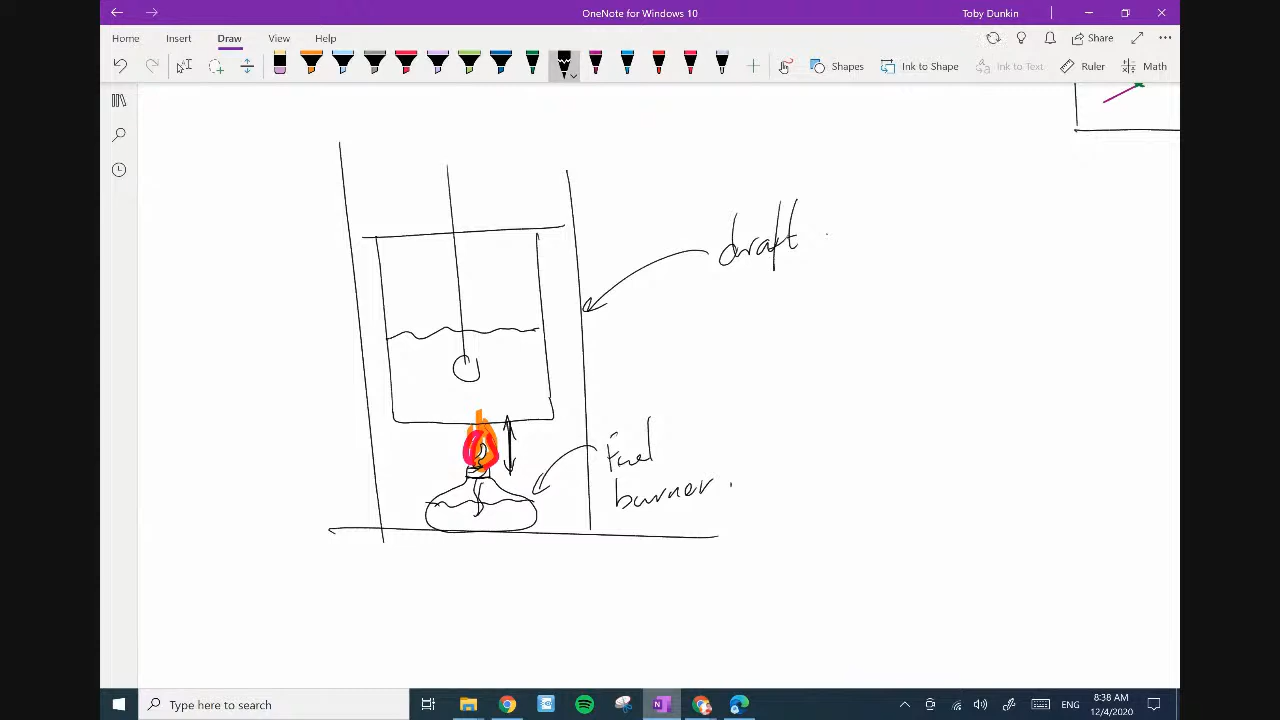 OneNote for Windows 10
Toby Dunkin
Home
Insert
Draw
View
Help
Share
Shapes
Ink to Shape
Ink to Text
Ruler
Math
draft
Fuel
burner.
Type here to search
ENG
8:38 AM
12/4/2020